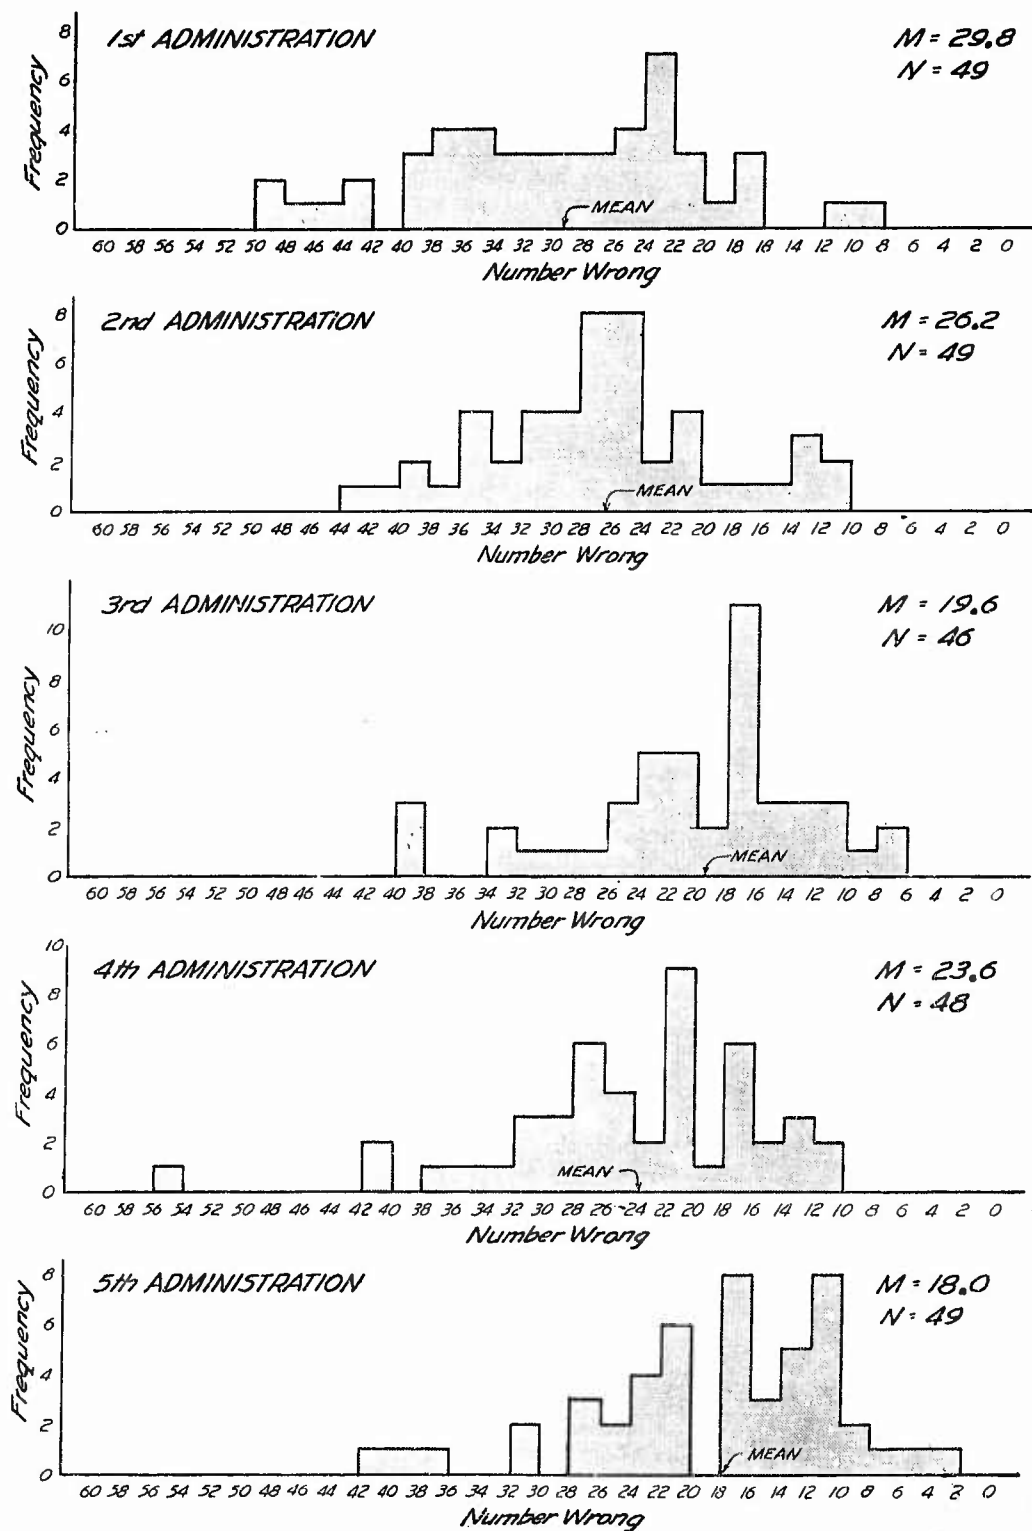 1st ADMINISTRATION
M = 29.8
N = 49
Frequency
8
6
4
2
0
MEAN
60 58 56 54 52 50 48 46 44 42 40 38 36 34 32 30 28 26 24 22 20 18 16 14 12 10 8 6 4 2 0
Number Wrong
2nd ADMINISTRATION
M = 26.2
N = 49
Frequency
8
6
4
2
0
MEAN
60 58 56 54 52 50 48 46 44 42 40 38 36 34 32 30 28 26 24 22 20 18 16 14 12 10 8 6 4 2 0
Number Wrong
3rd ADMINISTRATION
M = 19.6
N = 46
Frequency
10
8
6
4
2
0
MEAN
60 58 56 54 52 50 48 46 44 42 40 38 36 34 32 30 28 26 24 22 20 18 16 14 12 10 8 6 4 2 0
Number Wrong
4th ADMINISTRATION
M = 23.6
N = 48
Frequency
10
8
6
4
2
0
MEAN
60 58 56 54 52 50 48 46 44 42 40 38 36 34 32 30 28 26 24 22 20 18 16 14 12 10 8 6 4 2 0
Number Wrong
5th ADMINISTRATION
M = 18.0
N = 49
Frequency
8
6
4
2
0
MEAN
60 58 56 54 52 50 48 46 44 42 40 38 36 34 32 30 28 26 24 22 20 18 16 14 12 10 8 6 4 2 0
Number Wrong